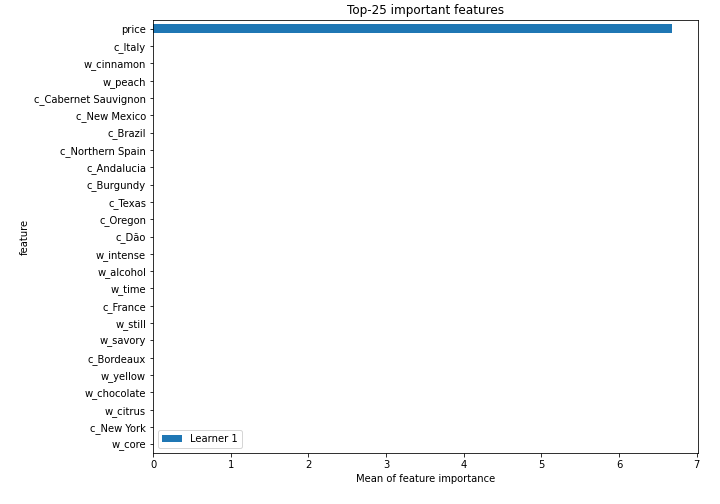 Top-25 important features
price
c_Italy
w_cinnamon
w_peach
c_Cabernet Sauvignon
c_New Mexico
c_Brazil
c_Northern Spain
c_Andalucia
c_Burgundy
c_Texas
c_Oregon
c_Dão
w_intense
w_alcohol
w_time
c_France
w_still
w_savory
c_Bordeaux
w_yellow
w_chocolate
w_citrus
c_New York
w_core
feature
Learner 1
0 1 2 3 4 5 6 7
Mean of feature importance